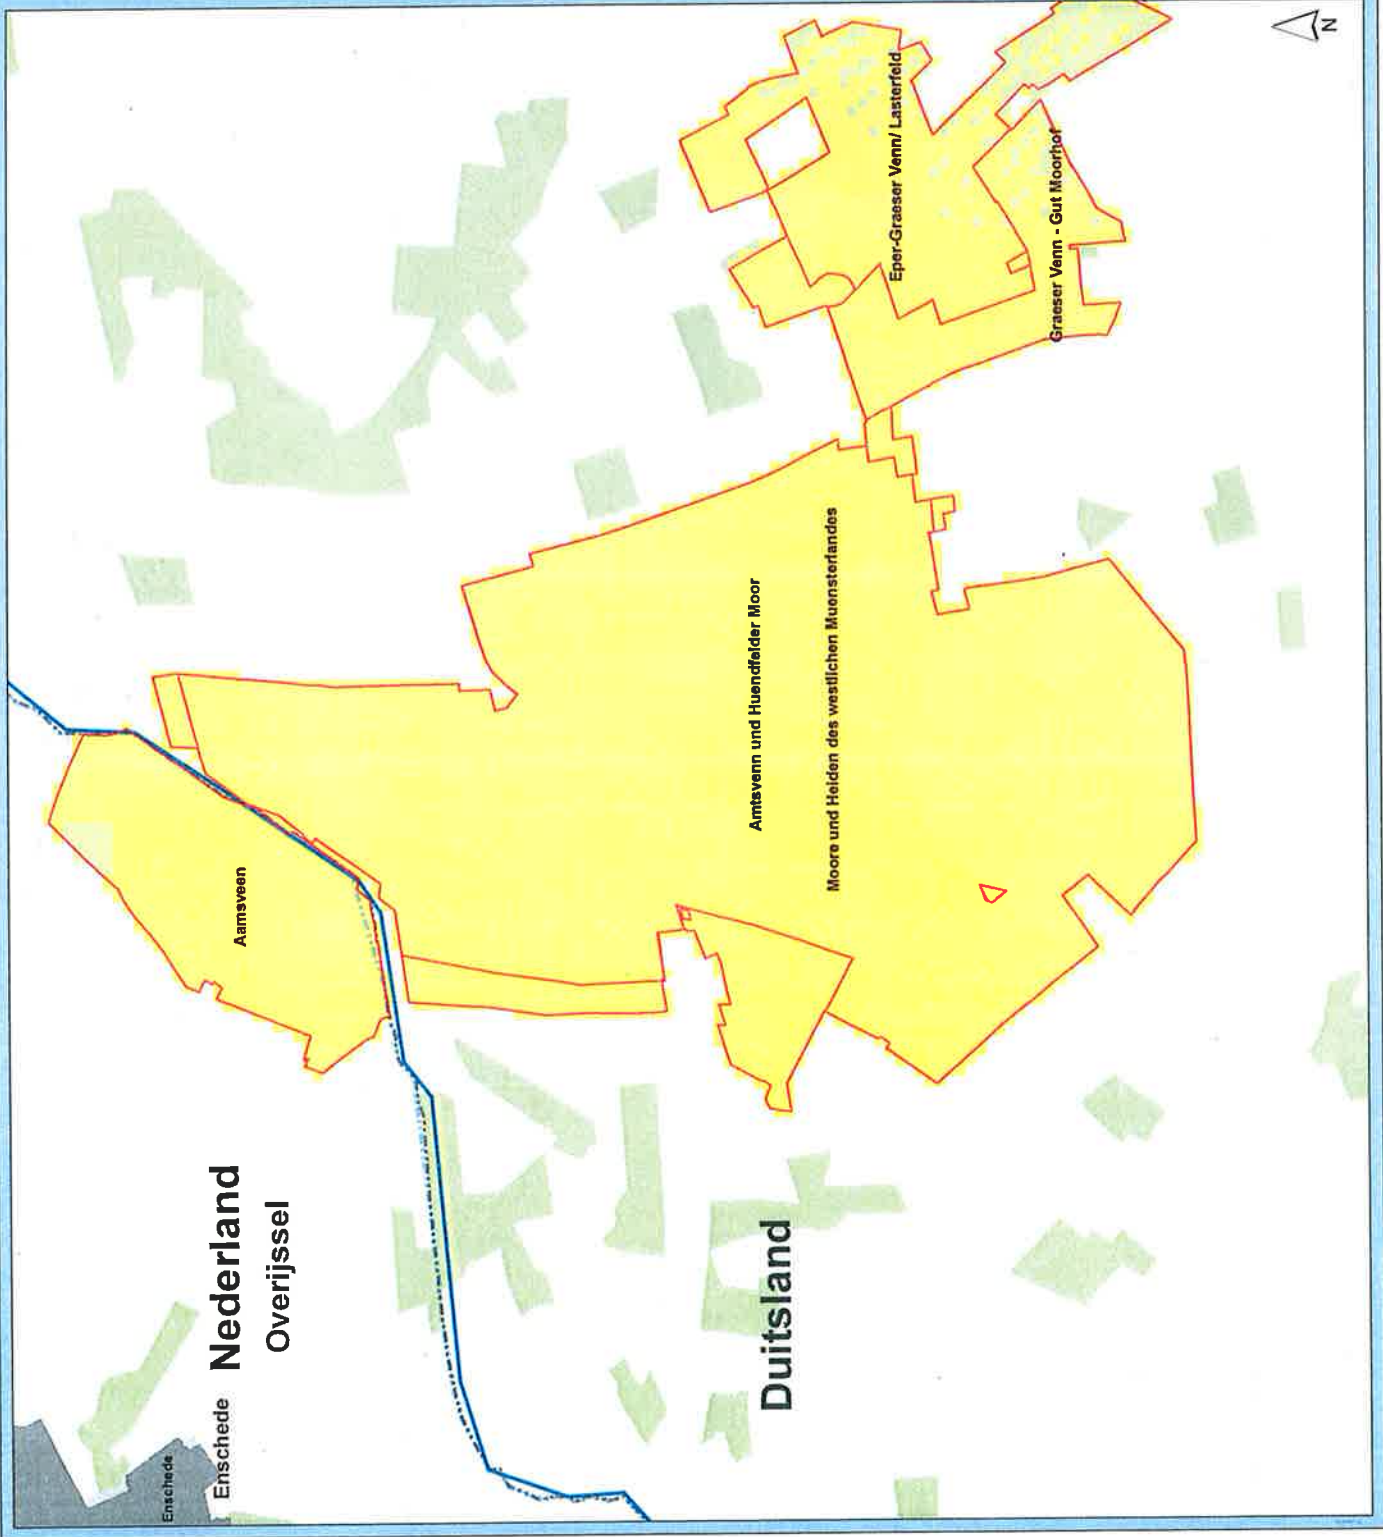 Enschede
Enschede
Nederland
Overijssel
Aamsveen
Amtsvenn und Huendfelder Moor
Duitsland
Moore und Heiden des westlichen Muensterlandes
Eper-Graeser Venn/ Lasterfeld
Graeser Venn - Gut Moorhof
N